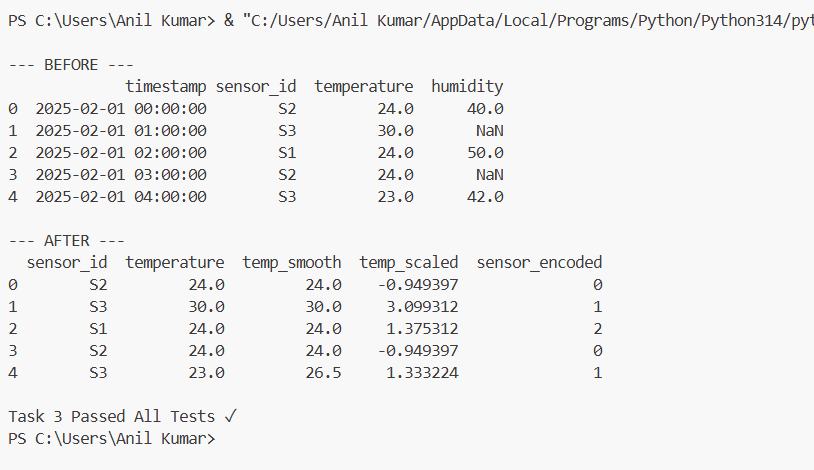 PS C:\Users\Anil Kumar> & "C:/Users/Anil Kumar/AppData/Local/Programs/Python/Python314/pyt
--- BEFORE ---
timestamp sensor_id temperature humidity
0 2025-02-01 00:00:00 S2 24.0 40.0
1 2025-02-01 01:00:00 S3 30.0 NaN
2 2025-02-01 02:00:00 S1 24.0 50.0
3 2025-02-01 03:00:00 S2 24.0 NaN
4 2025-02-01 04:00:00 S3 23.0 42.0
--- AFTER ---
sensor_id temperature temp_smooth temp_scaled sensor_encoded
0 S2 24.0 24.0 -0.949397 0
1 S3 30.0 30.0 3.099312 1
2 S1 24.0 24.0 1.375312 2
3 S2 24.0 24.0 -0.949397 0
4 S3 23.0 26.5 1.333224 1
Task 3 Passed All Tests ✓
PS C:\Users\Anil Kumar>